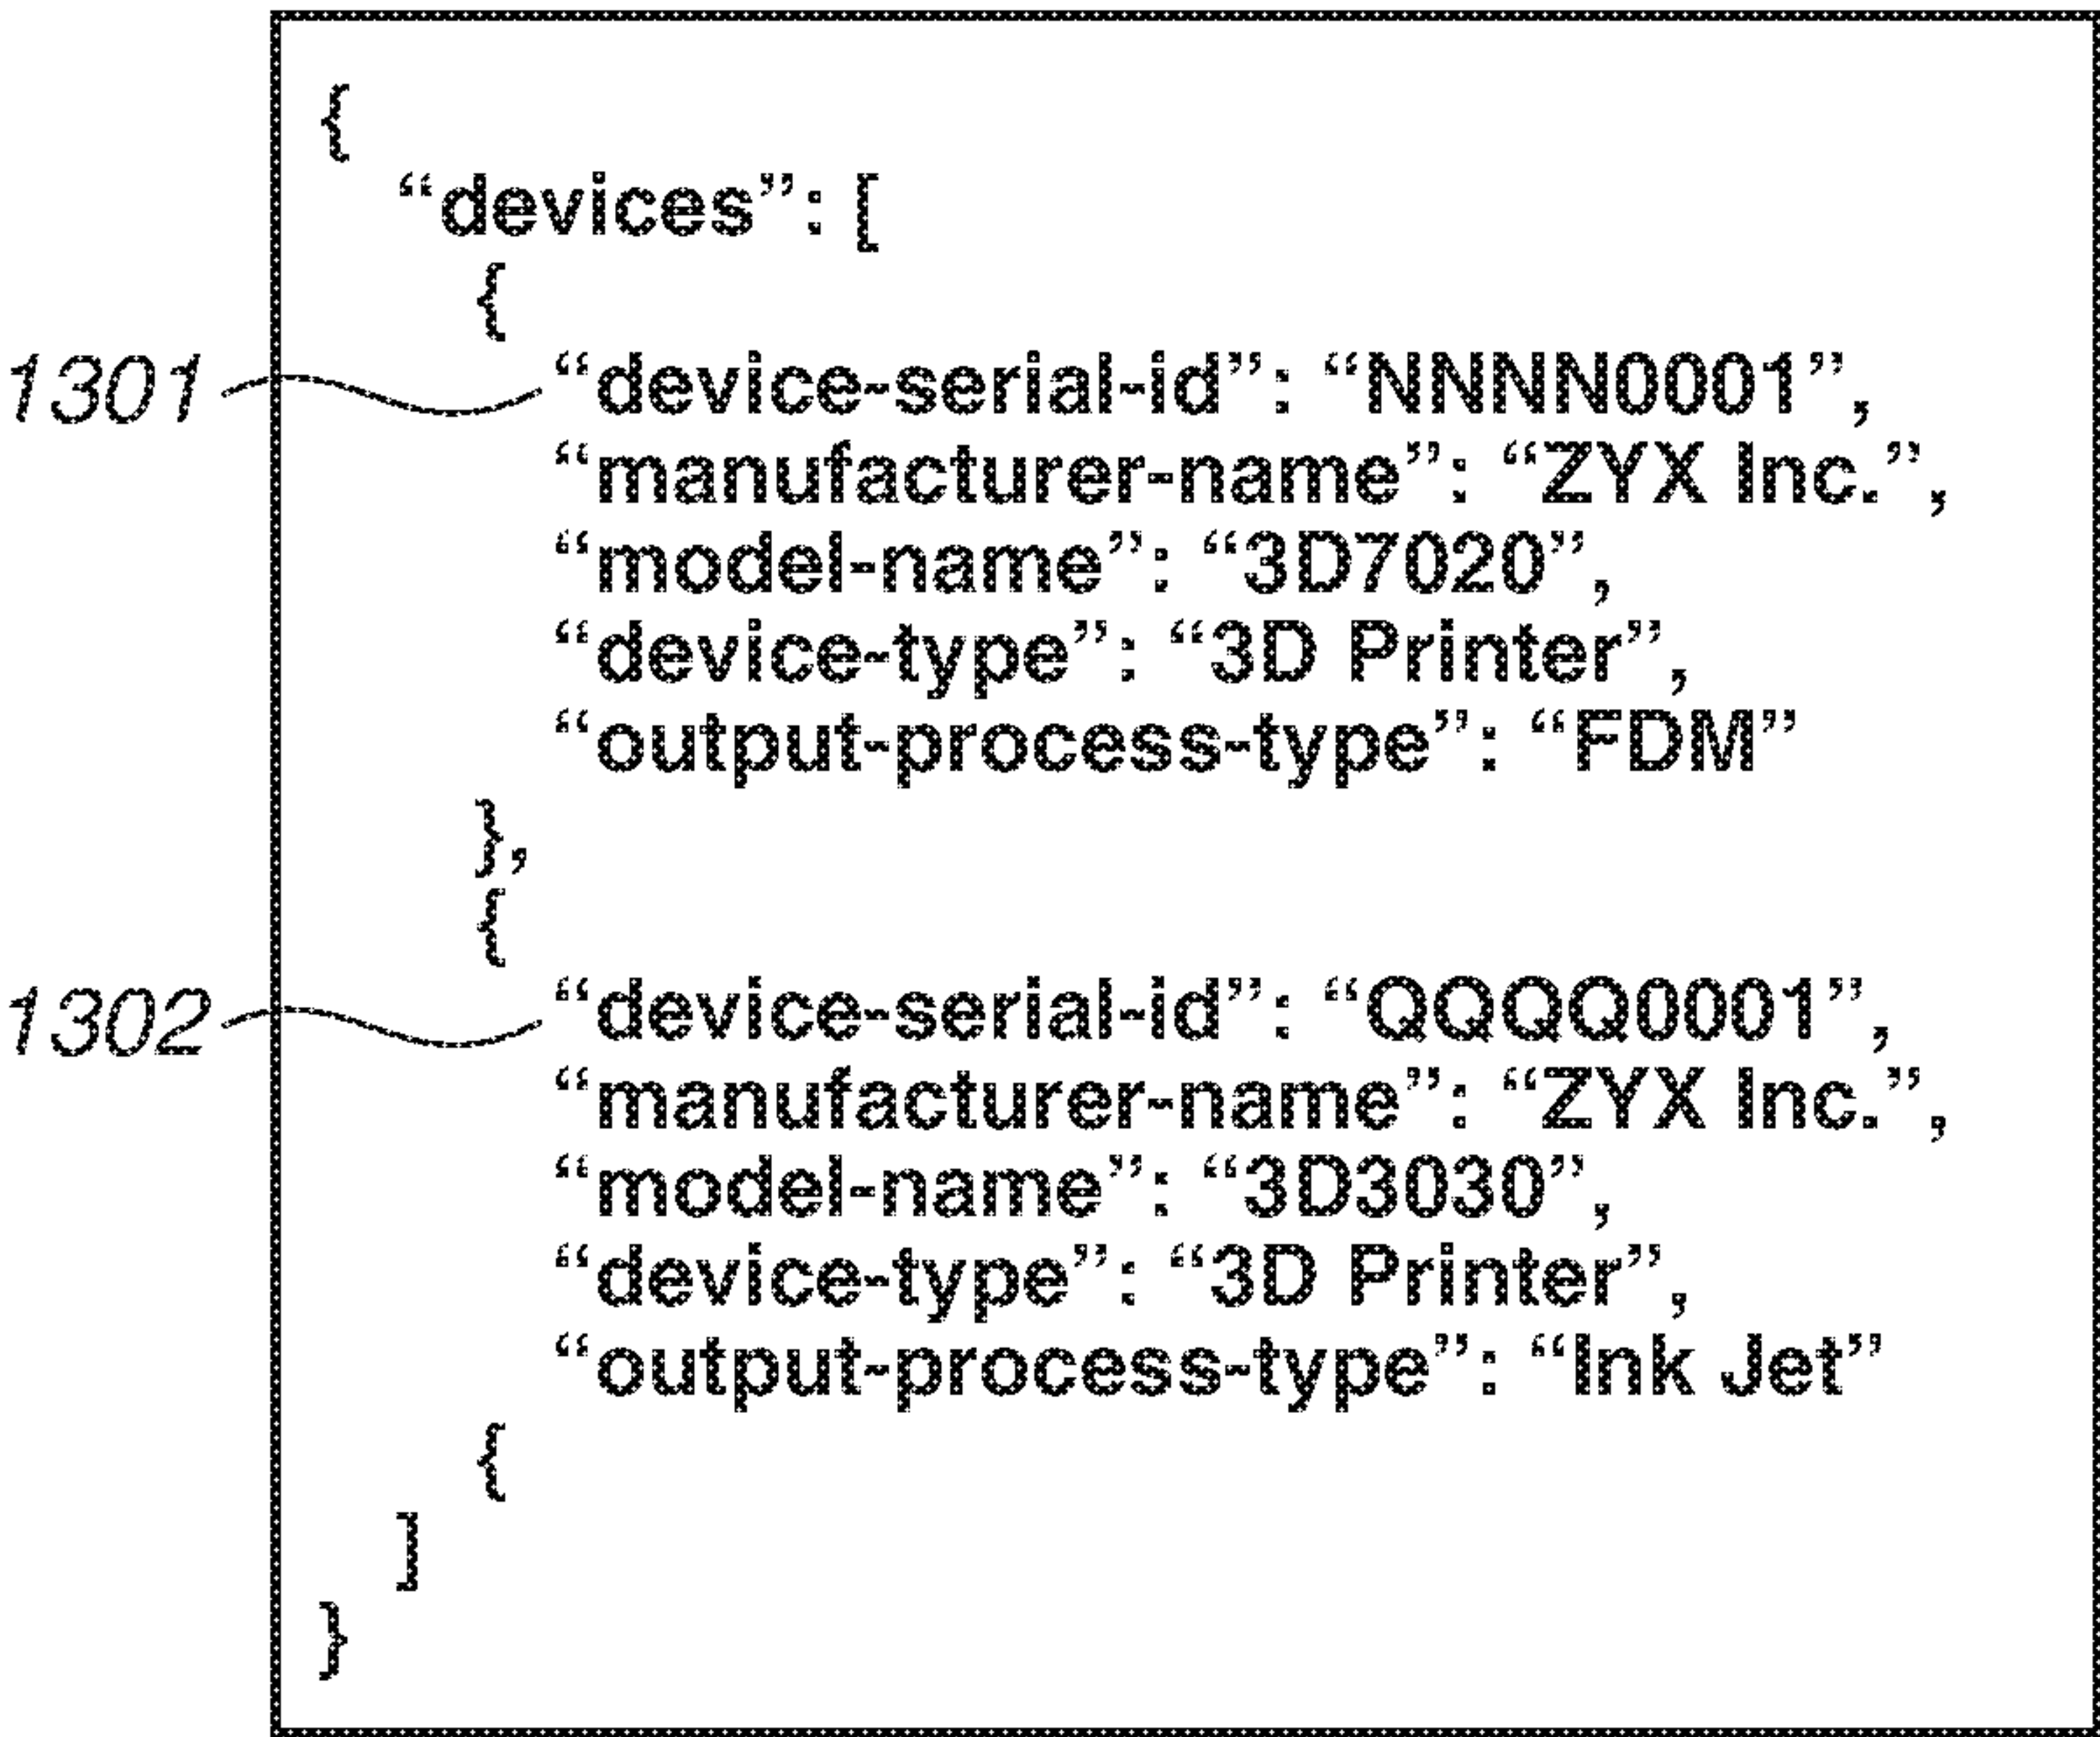 {
“devices”: [
{
1301 “device-serial-id”: “NNNN0001”,
“manufacturer-name”: “ZYX Inc.”,
“model-name”: “3D7020”,
“device-type”: “3D Printer”,
“output-process-type”: “FDM”
},
{
1302 “device-serial-id”: “QQQQ0001”,
“manufacturer-name”: “ZYX Inc.”,
“model-name”: “3D3030”,
“device-type”: “3D Printer”,
“output-process-type”: “Ink Jet”
{
]
}